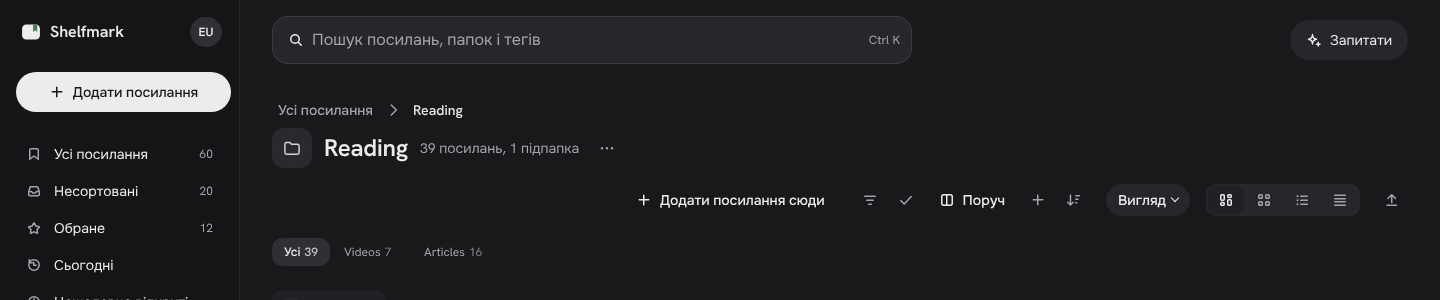 Shelfmark
EU
Пошук посилань, папок і тегів
Ctrl K
Запитати
Додати посилання
Усі посилання
Reading
Reading
39 посилань, 1 підпапка
Усі посилання 60
Несортовані 20
Обране 12
Сьогодні
Додати посилання сюди
Поруч
Вигляд
Усі 39
Videos 7
Articles 16